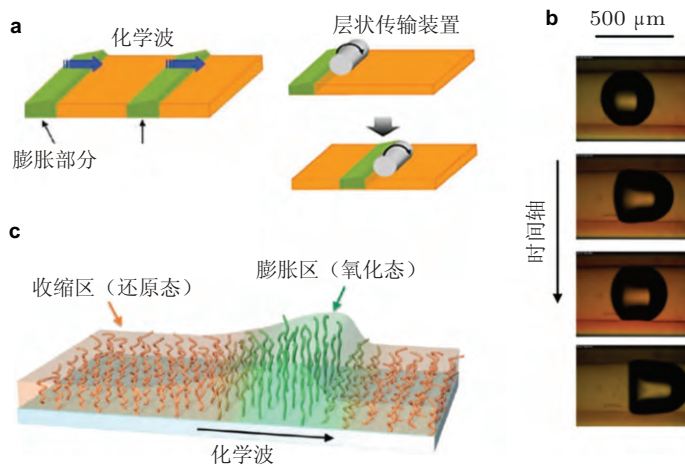 a
化学波
膨胀部分
层状传输装置
b
500 μm
时间轴
c
收缩区（还原态）
膨胀区（氧化态）
化学波